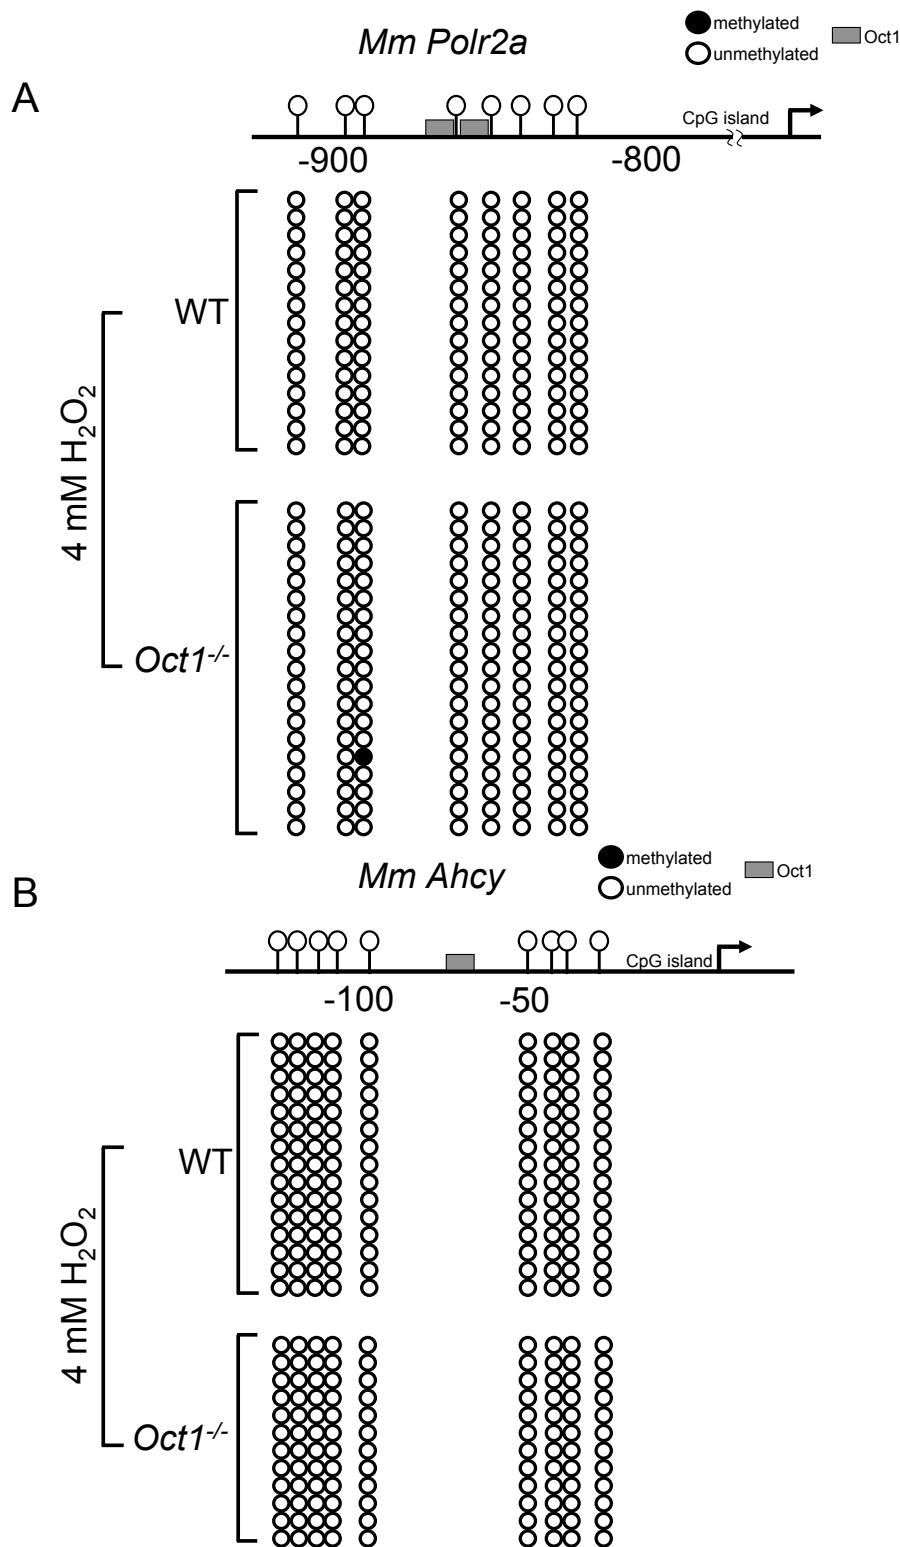 Mm Polr2a
methylated
unmethylated
Oct1
A
CpG island
-900
-800
WT
4 mM H₂O₂
Oct1⁻/⁻
Mm Ahcy
methylated
unmethylated
Oct1
B
CpG island
-100
-50
WT
4 mM H₂O₂
Oct1⁻/⁻